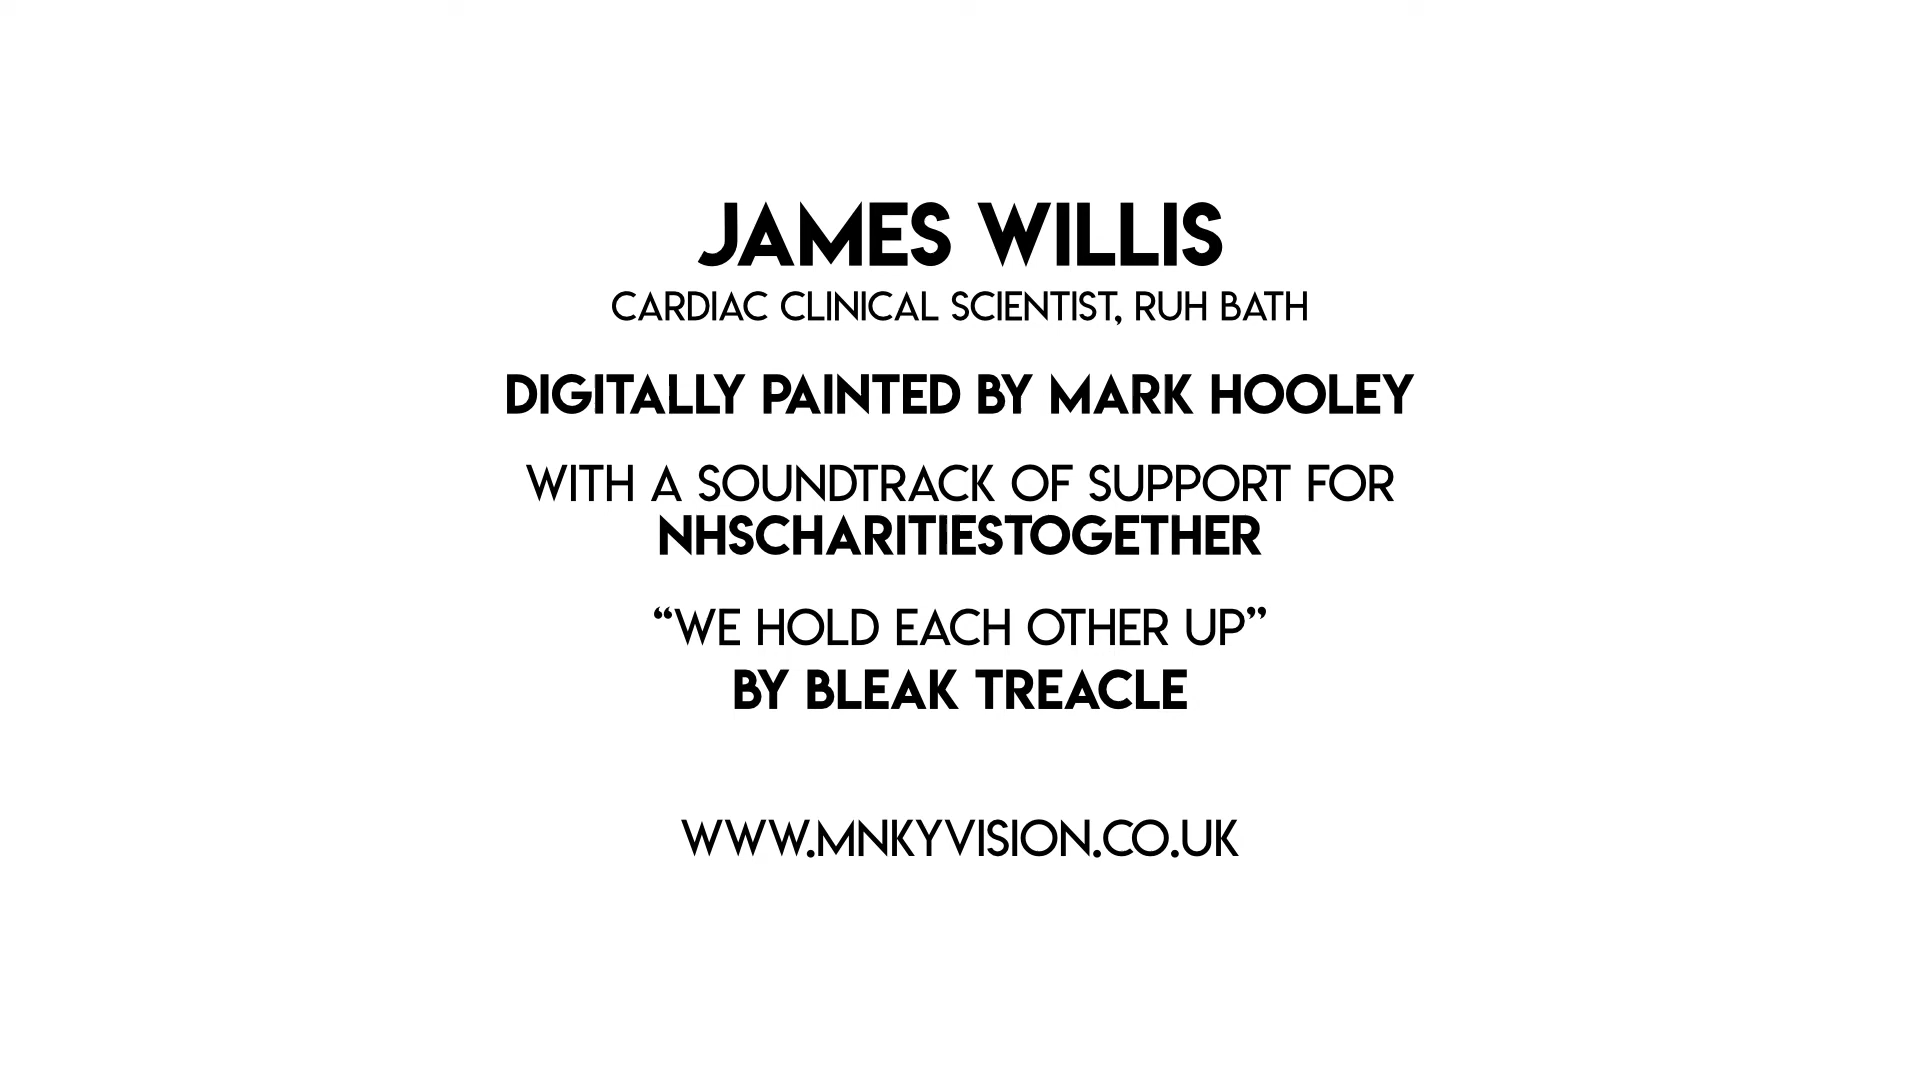 JAMES WILLIS
CARDIAC CLINICAL SCIENTIST, RUH BATH
DIGITALLY PAINTED BY MARK HOOLEY
WITH A SOUNDTRACK OF SUPPORT FOR
NHSCHARITIESTOGETHER
“WE HOLD EACH OTHER UP”
BY BLEAK TREACLE
WWW.MNKYVISION.CO.UK